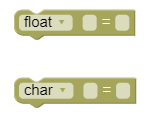 float =
char =